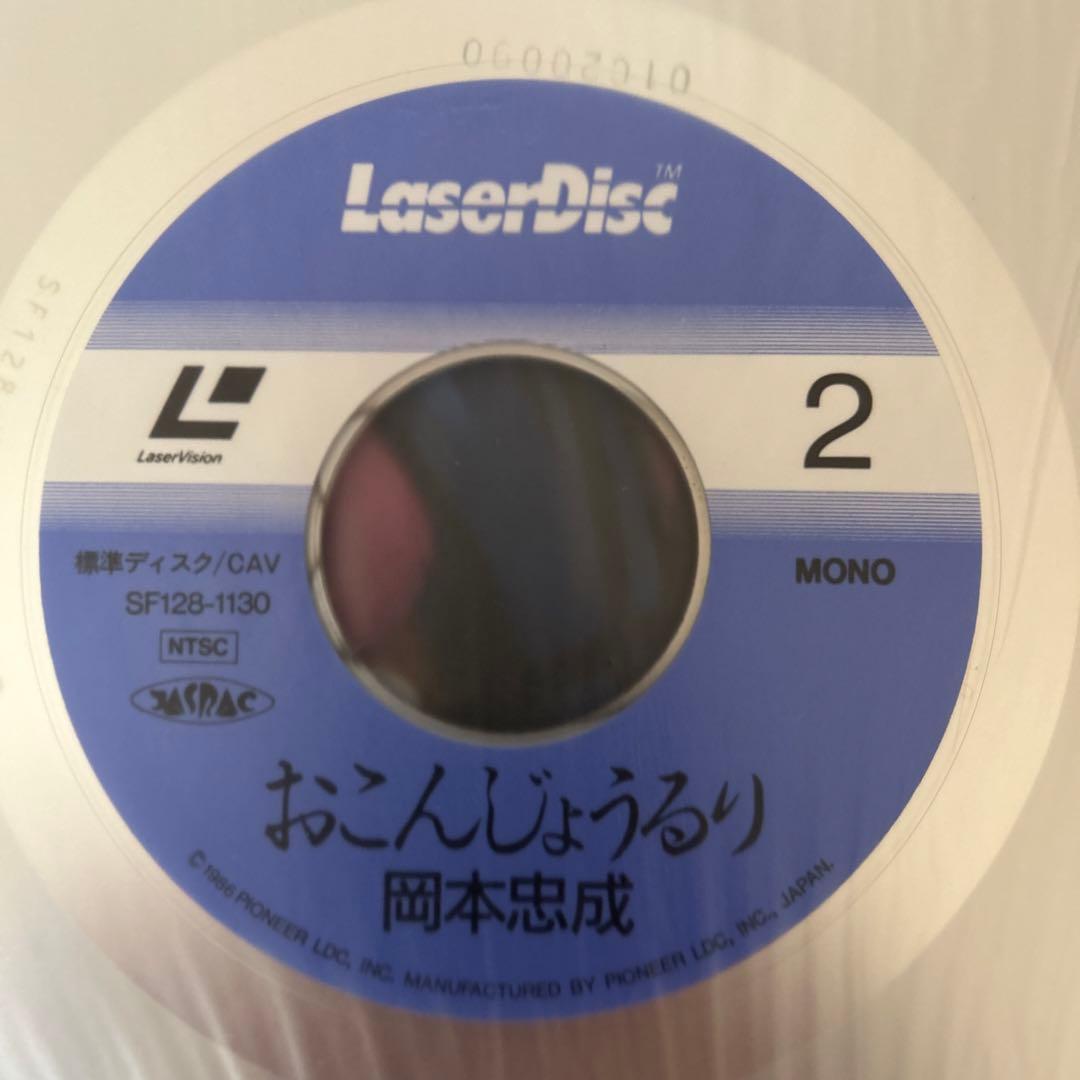 LaserDisc™
LaserVision
2
標準ディスク/CAV
SF128-1130
NTSC
JASRAC
MONO
おこんじょうるり
岡本忠成
© 1986 PIONEER LDC, INC. MANUFACTURED BY PIONEER LDC, INC., JAPAN.
SF128